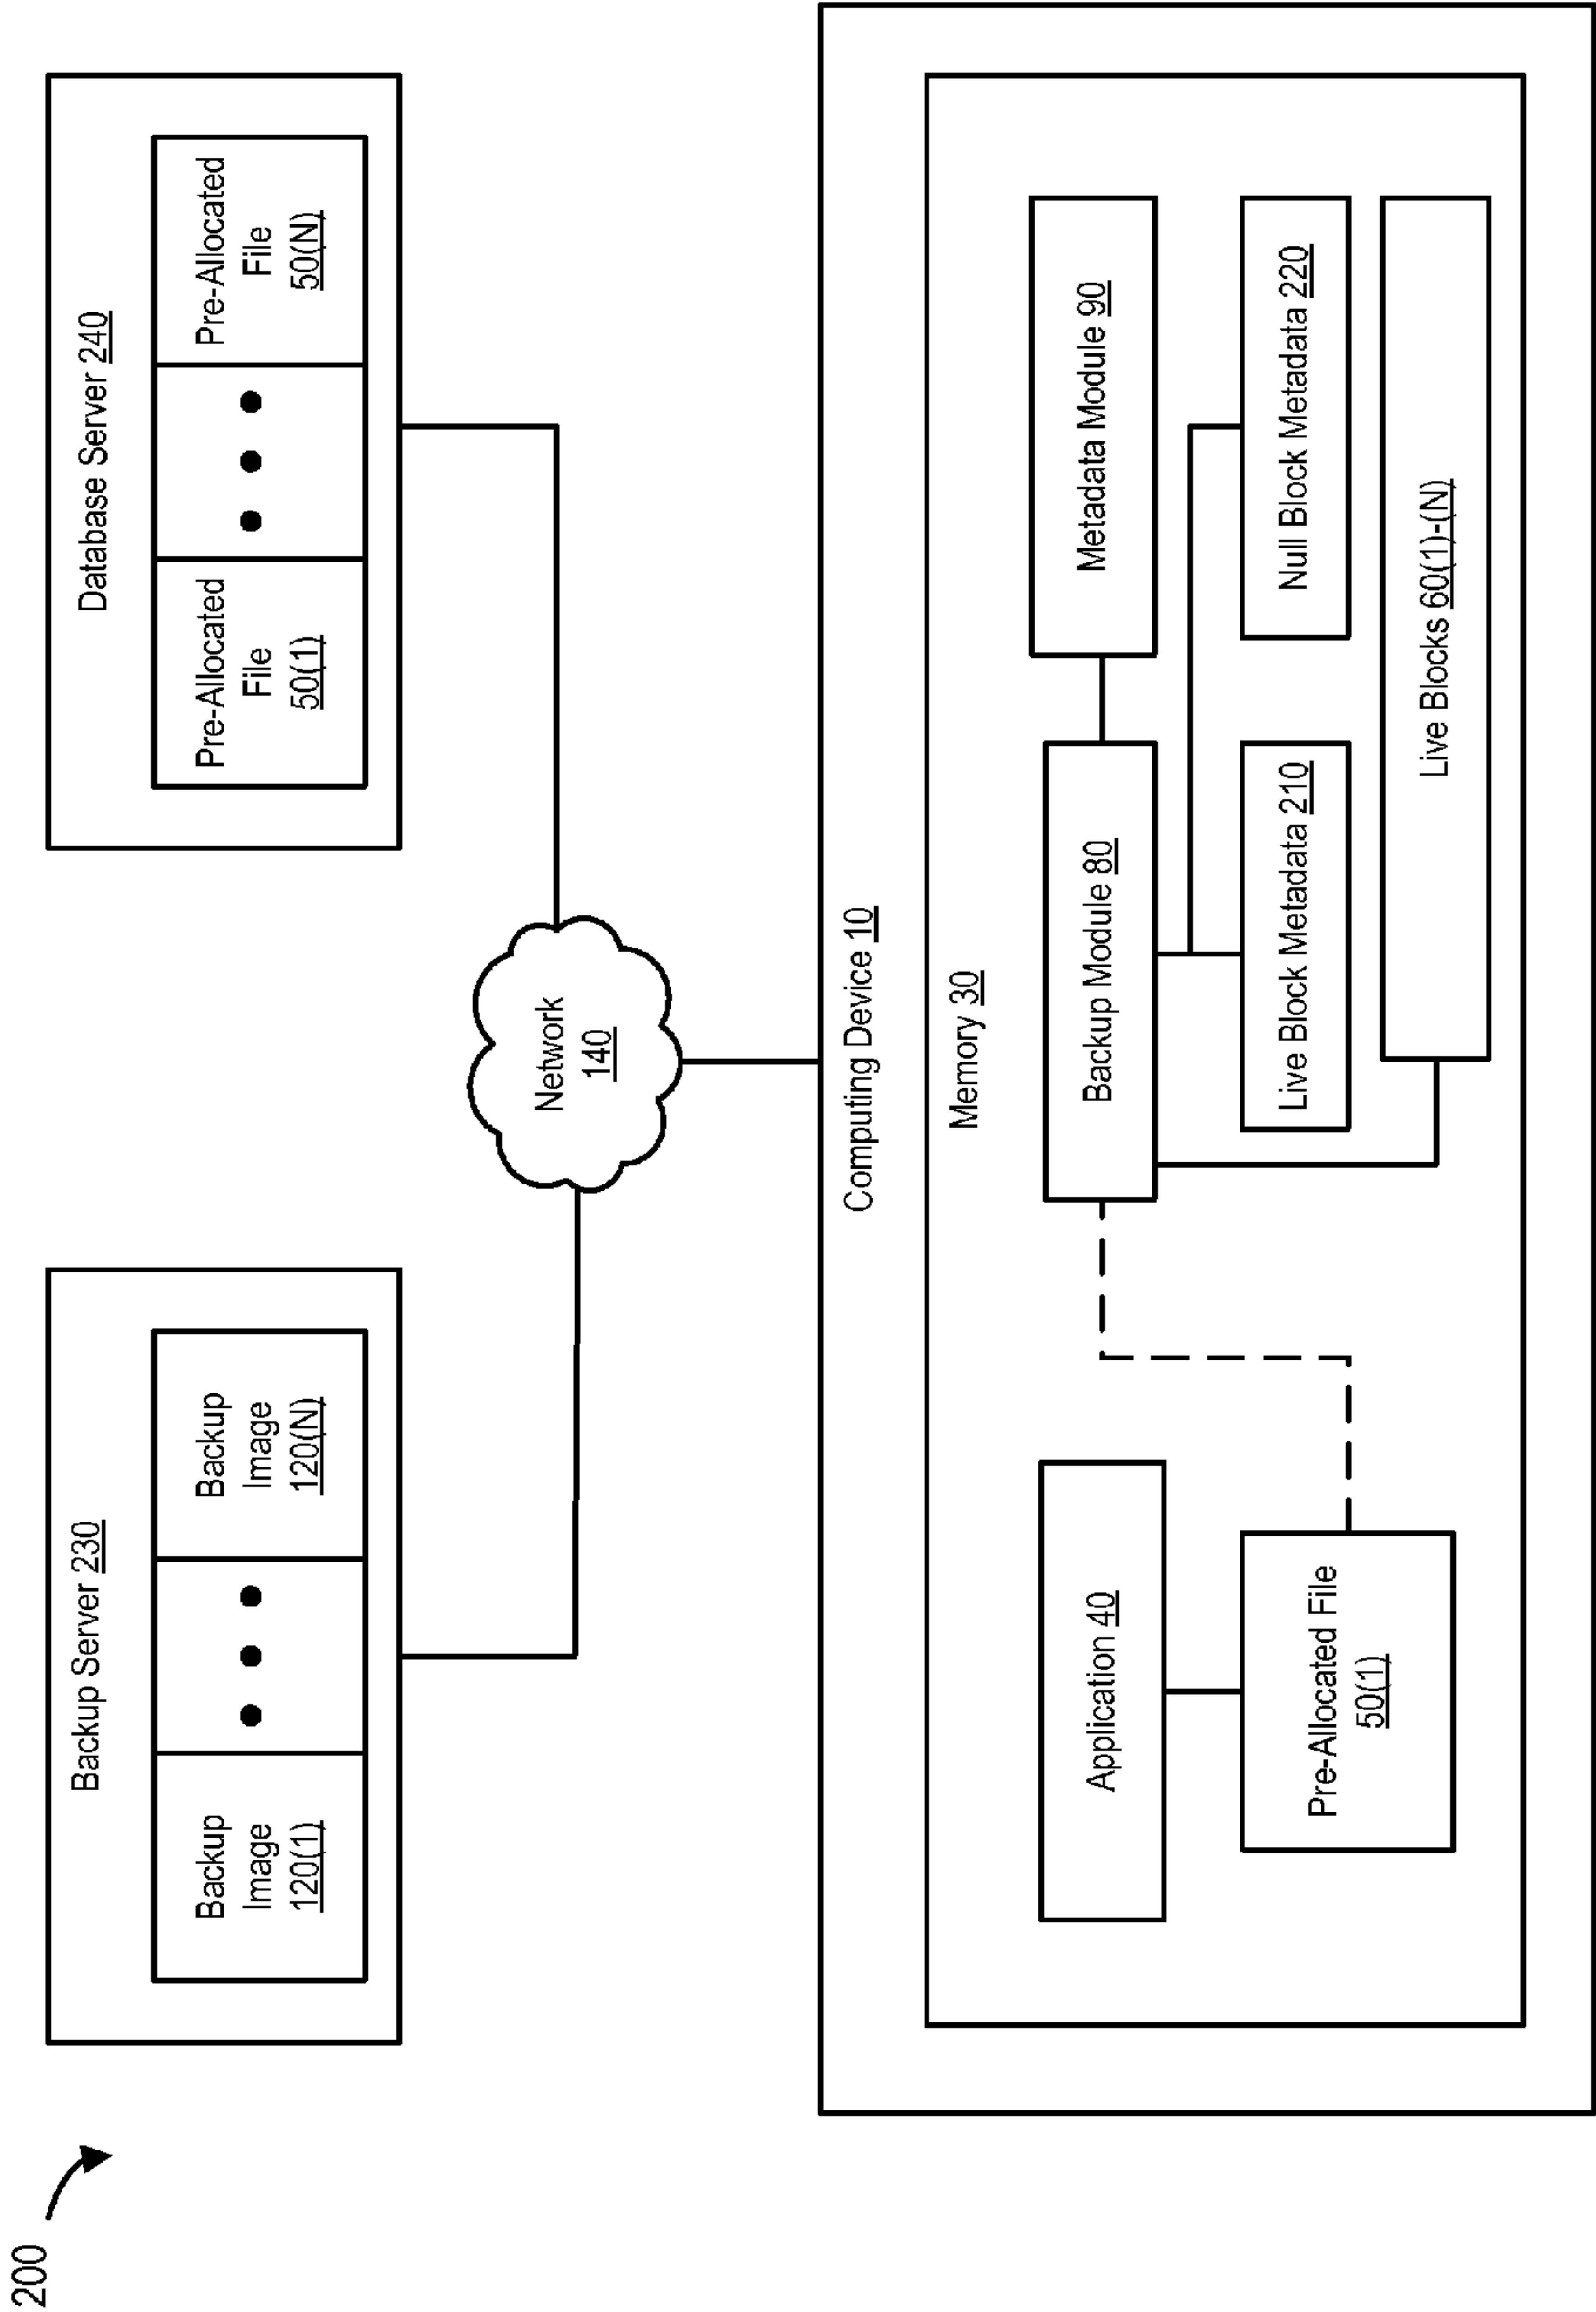 200
Backup Server 230
Backup
Image
120(1)
Backup
Image
120(N)
Database Server 240
Pre-Allocated
File
50(1)
Pre-Allocated
File
50(N)
Network
140
Computing Device 10
Memory 30
Application 40
Pre-Allocated File
50(1)
Backup Module 80
Metadata Module 90
Live Block Metadata 210
Null Block Metadata 220
Live Blocks 60(1)-(N)